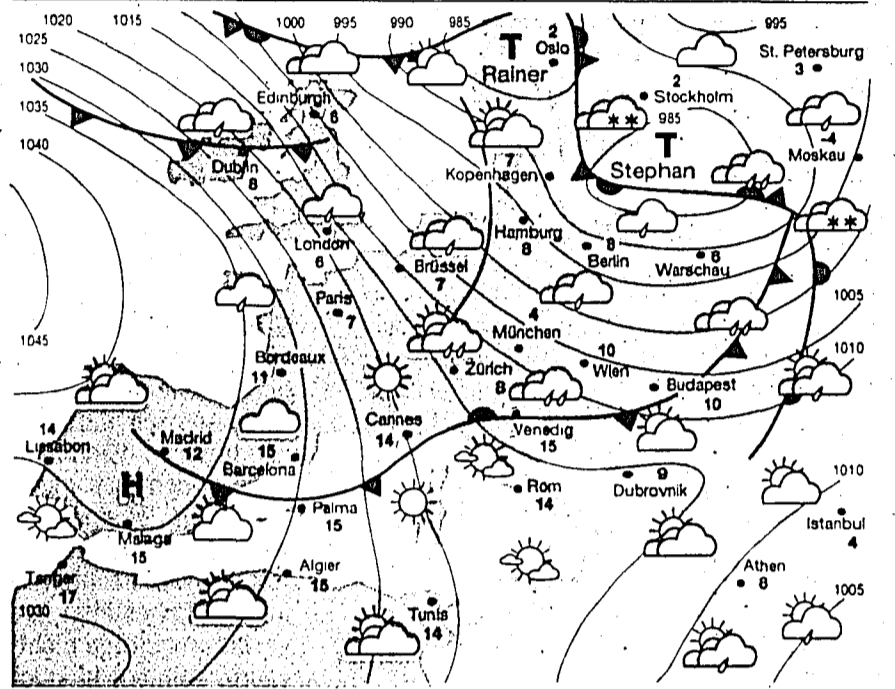 1020
1015
1000
995
990
985
995
1025
1030
1035
1040
T
Rainer
2
Oslo
St. Petersburg
3
2
Stockholm
985
Edinburgh
6
T
Stephan
-4
Moskau
Dublin
8
7
Kopenhagen
London
6
Hamburg
8
8
Berlin
6
Warschau
Brüssel
7
Paris
7
1005
4
München
1045
10
Wien
1010
Bordeaux
11
Zürich
8
Budapest
10
14
Lissabon
Madrid
12
15
Barcelona
Cannes
14
Venedig
15
H
Rom
14
9
Dubrovnik
1010
Palma
15
Malaga
15
Istanbul
4
Algier
15
Athen
8
Tanger
17
Tunis
14
1030
1005